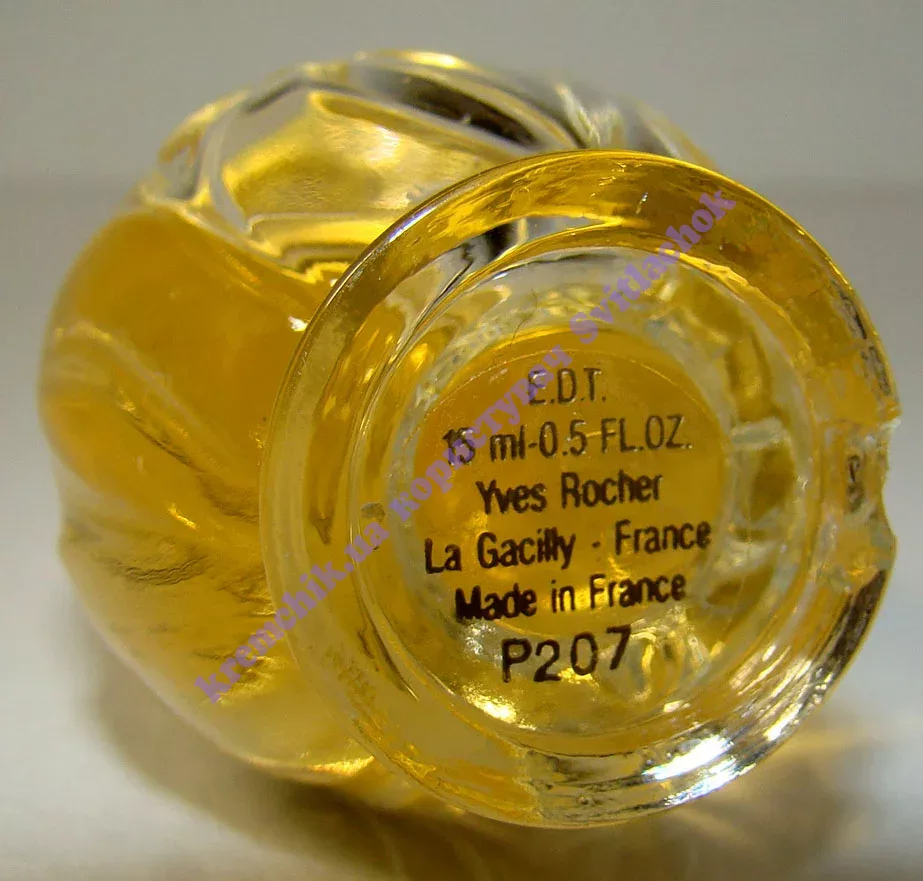 E.D.T.
15 ml-0.5 FL.OZ.
Yves Rocher
La Gacilly - France
Made in France
P207
kremchik.ua користувач Svitlachok